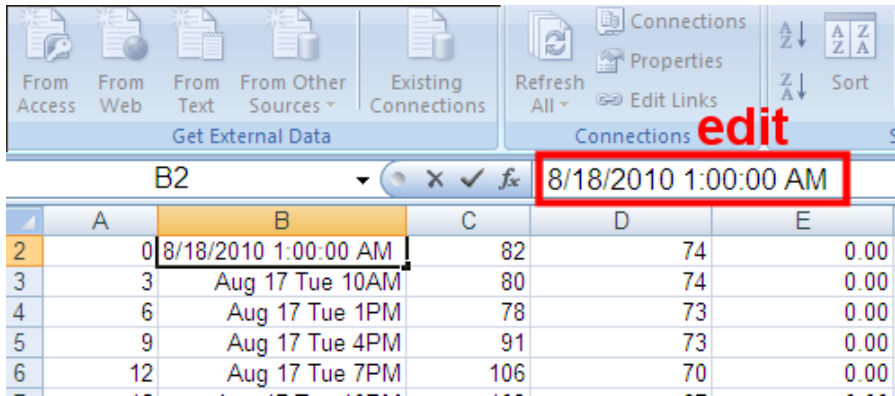 Connections
Properties
Edit Links
From Access
From Web
From Text
From Other Sources
Existing Connections
Refresh All
Sort
Get External Data
Connections
edit
B2
fx
8/18/2010 1:00:00 AM
A B C D E
2 0 8/18/2010 1:00:00 AM 82 74 0.00
3 3 Aug 17 Tue 10AM 80 74 0.00
4 6 Aug 17 Tue 1PM 78 73 0.00
5 9 Aug 17 Tue 4PM 91 73 0.00
6 12 Aug 17 Tue 7PM 106 70 0.00